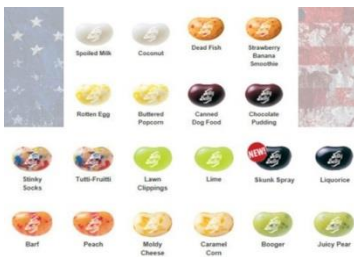 Spoiled Milk
Coconut
Dead Fish
Strawberry
Banana
Smoothie
Rotten Egg
Buttered
Popcorn
Canned
Dog Food
Chocolate
Pudding
Stinky
Socks
Tutti-Fruitti
Lawn
Clippings
Lime
NEW!
Skunk Spray
Liquorice
Barf
Peach
Moldy
Cheese
Caramel
Corn
Booger
Juicy Pear